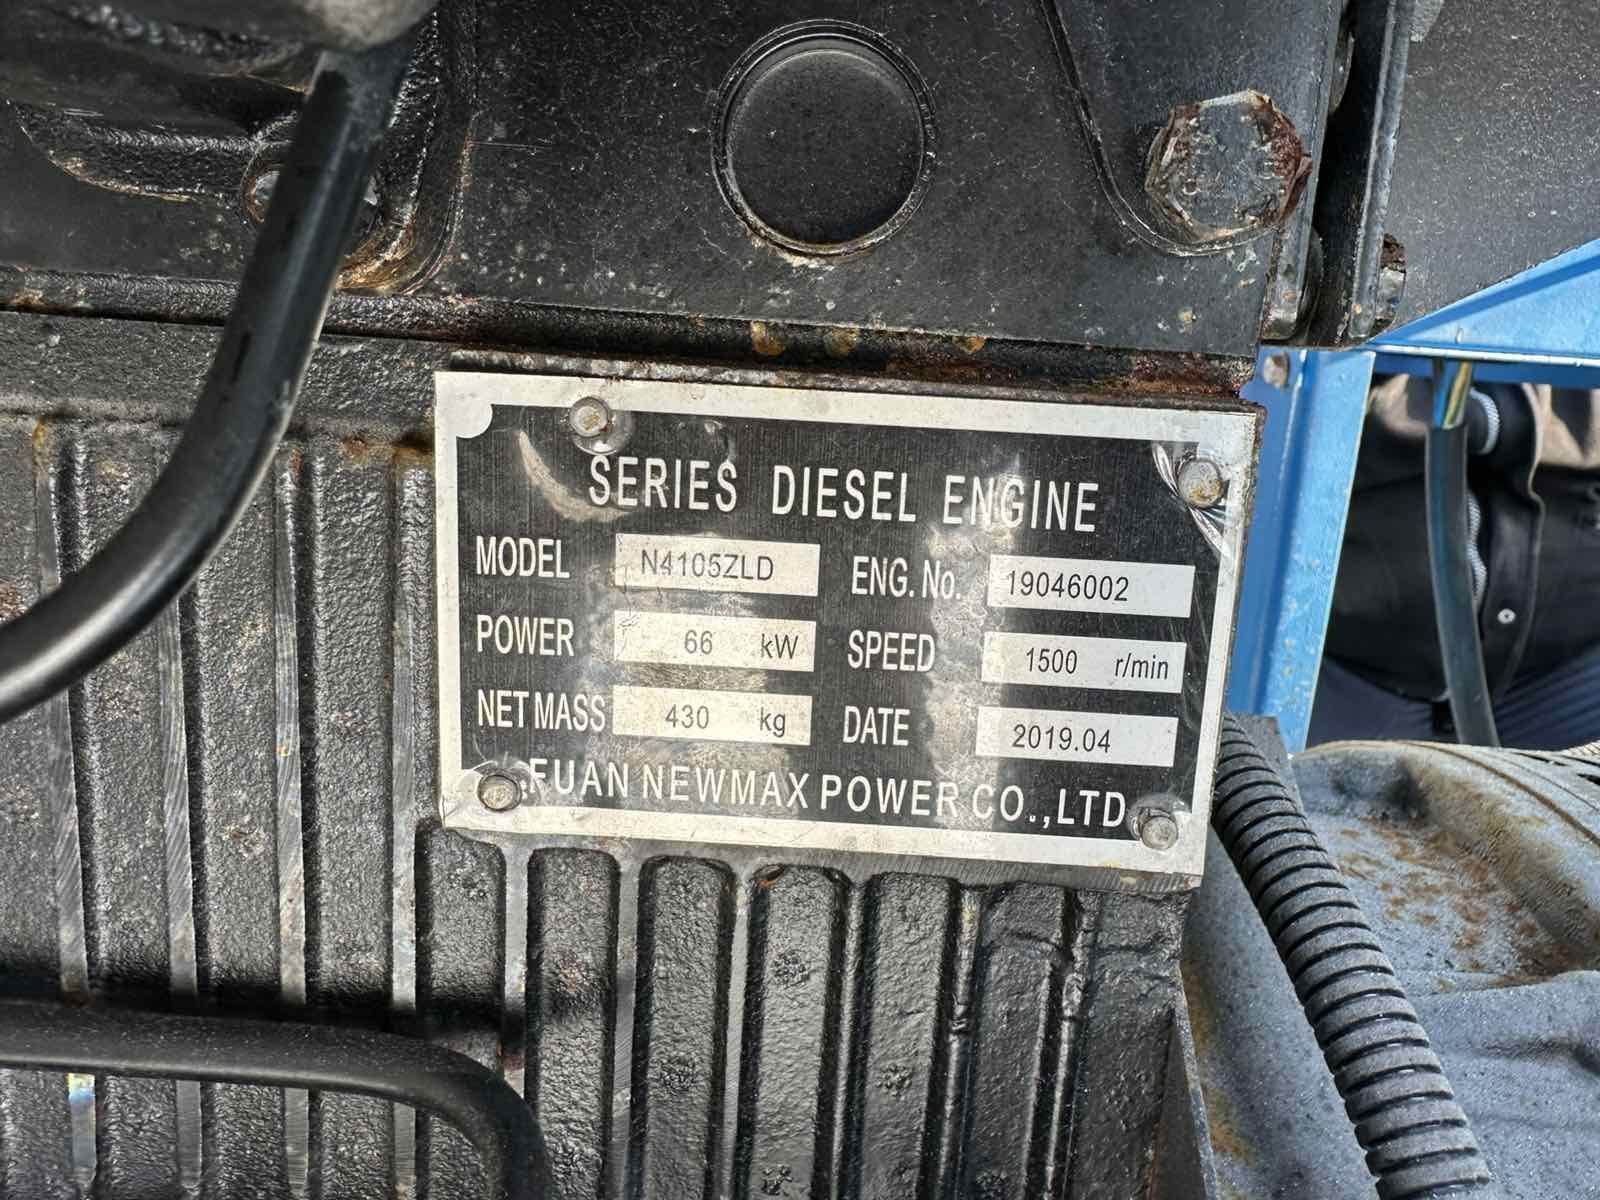 SERIES DIESEL ENGINE
MODEL N4105ZLD ENG. No. 19046002
POWER 66 kW SPEED 1500 r/min
NET MASS 430 kg DATE 2019.04
FUAN NEWMAX POWER CO.,LTD